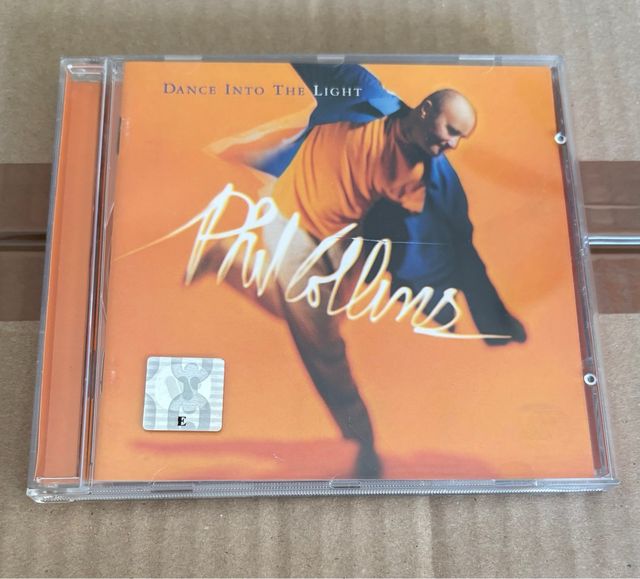 DANCE INTO THE LIGHT
Phil Collins
E